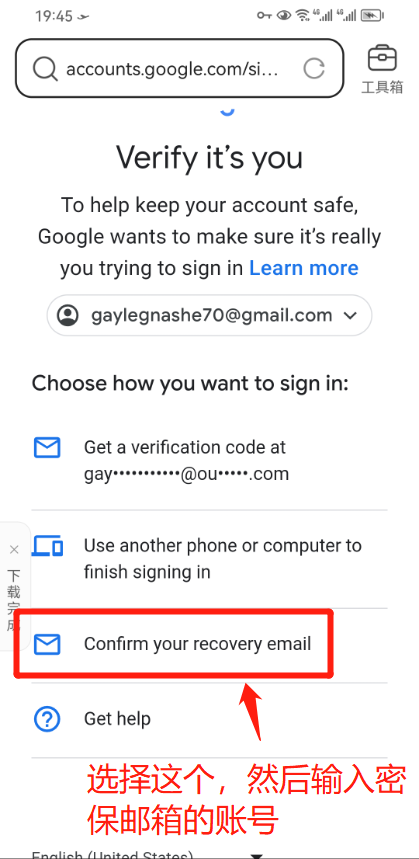 19:45
accounts.google.com/si...
工具箱
Verify it's you
To help keep your account safe,
Google wants to make sure it's really
you trying to sign in Learn more
gaylegnashe70@gmail.com
Choose how you want to sign in:
Get a verification code at
gay•••••••••••@ou•••••.com
Use another phone or computer to
finish signing in
下载完成
Confirm your recovery email
Get help
选择这个，然后输入密
保邮箱的账号
English (United States)